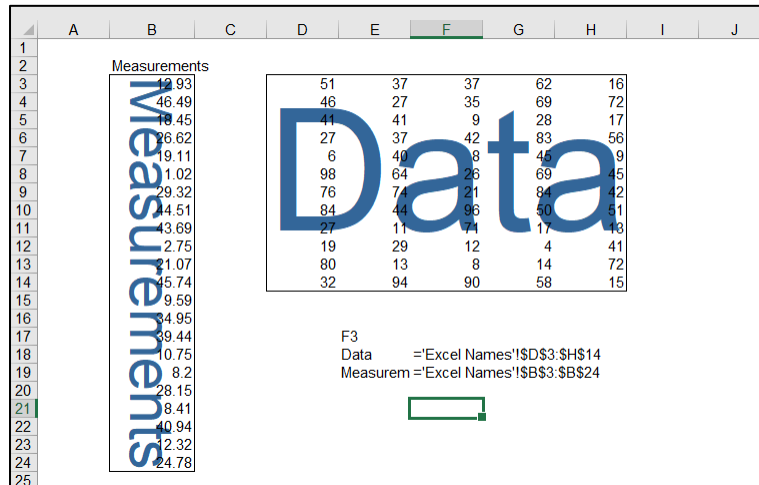 A B C D E F G H I J
1
2 Measurements
3 12.93 51 37 37 62 16
4 46.49 46 27 35 69 72
5 18.45 41 41 9 28 17
6 26.62 27 37 42 83 56
7 19.11 6 40 8 45 9
8 1.02 98 64 26 69 45
9 29.32 76 74 21 84 42
10 44.51 84 44 96 50 51
11 43.69 27 11 71 17 13
12 2.75 19 29 12 4 41
13 21.07 80 13 8 14 72
14 45.74 32 94 90 58 15
15 9.59
16 34.95
17 39.44 F3
18 10.75 Data ='Excel Names'!$D$3:$H$14
19 8.2 Measurem ='Excel Names'!$B$3:$B$24
20 28.15
21 8.41
22 40.94
23 12.32
24 24.78
25
Measurements
Data